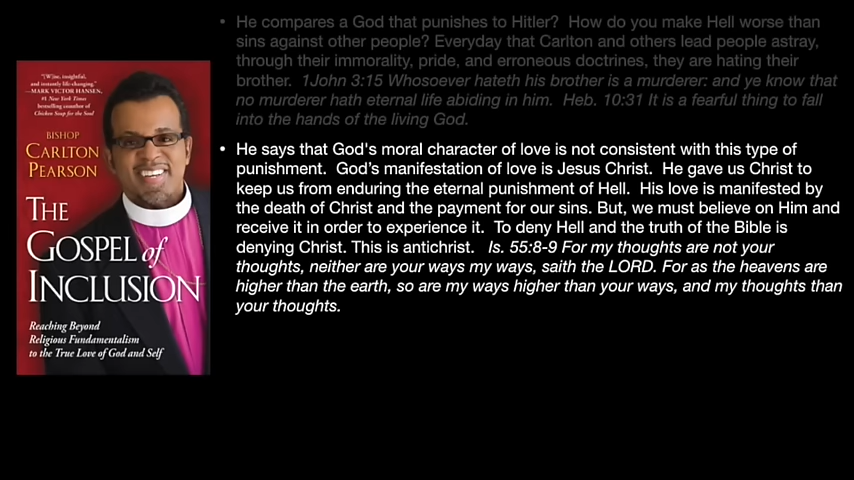 • He compares a God that punishes to Hitler?  How do you make Hell worse than
sins against other people? Everyday that Carlton and others lead people astray,
through their immorality, pride, and erroneous doctrines, they are hating their
brother.  1John 3:15 Whosoever hateth his brother is a murderer: and ye know that
no murderer hath eternal life abiding in him.  Heb. 10:31 It is a fearful thing to fall
into the hands of the living God.
• He says that God's moral character of love is not consistent with this type of
punishment.  God's manifestation of love is Jesus Christ.  He gave us Christ to
keep us from enduring the eternal punishment of Hell.  His love is manifested by
the death of Christ and the payment for our sins. But, we must believe on Him and
receive it in order to experience it.  To deny Hell and the truth of the Bible is
denying Christ. This is antichrist.   Is. 55:8-9 For my thoughts are not your
thoughts, neither are your ways my ways, saith the LORD. For as the heavens are
higher than the earth, so are my ways higher than your ways, and my thoughts than
your thoughts.
"[W]ise, insightful,
and instantly life-changing."
—MARK VICTOR HANSEN,
#1 New York Times
bestselling coauthor of
Chicken Soup for the Soul
BISHOP
CARLTON
PEARSON
THE
GOSPEL of
INCLUSION
Reaching Beyond
Religious Fundamentalism
to the True Love of God and Self